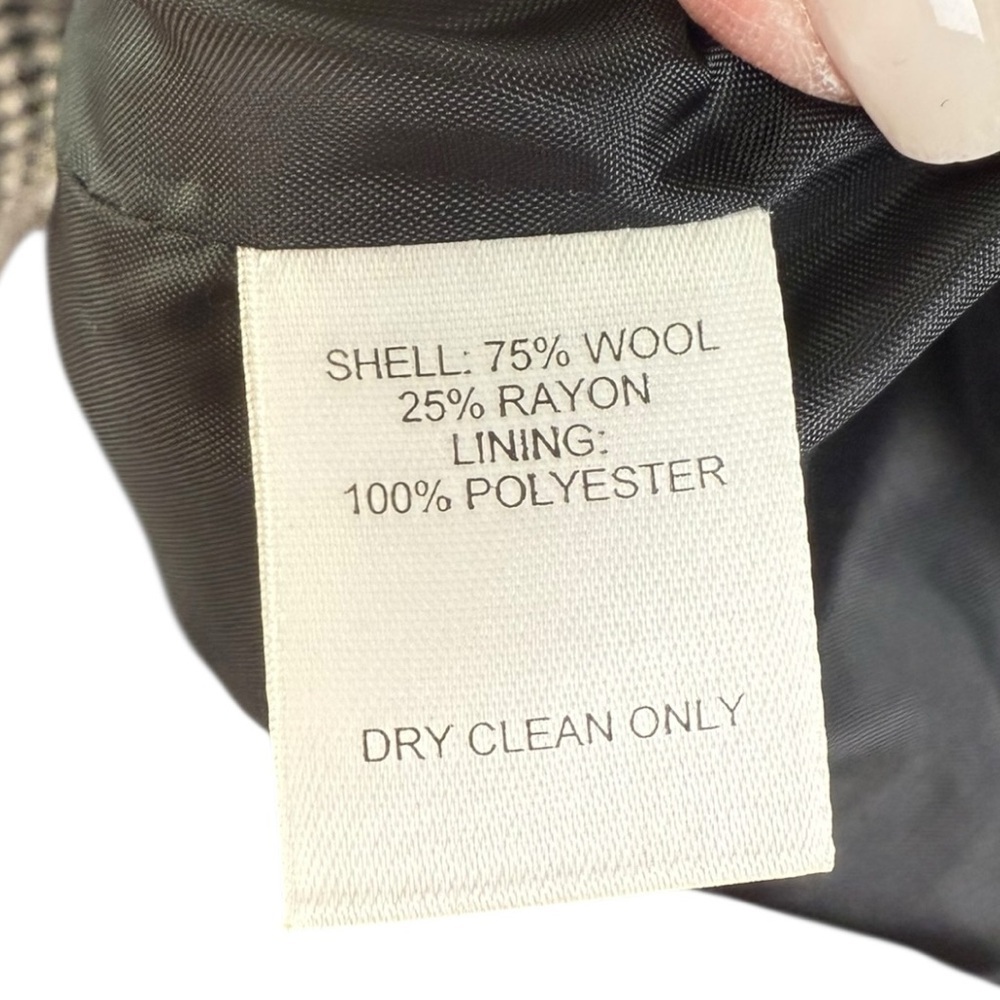 SHELL: 75% WOOL
25% RAYON
LINING:
100% POLYESTER
DRY CLEAN ONLY